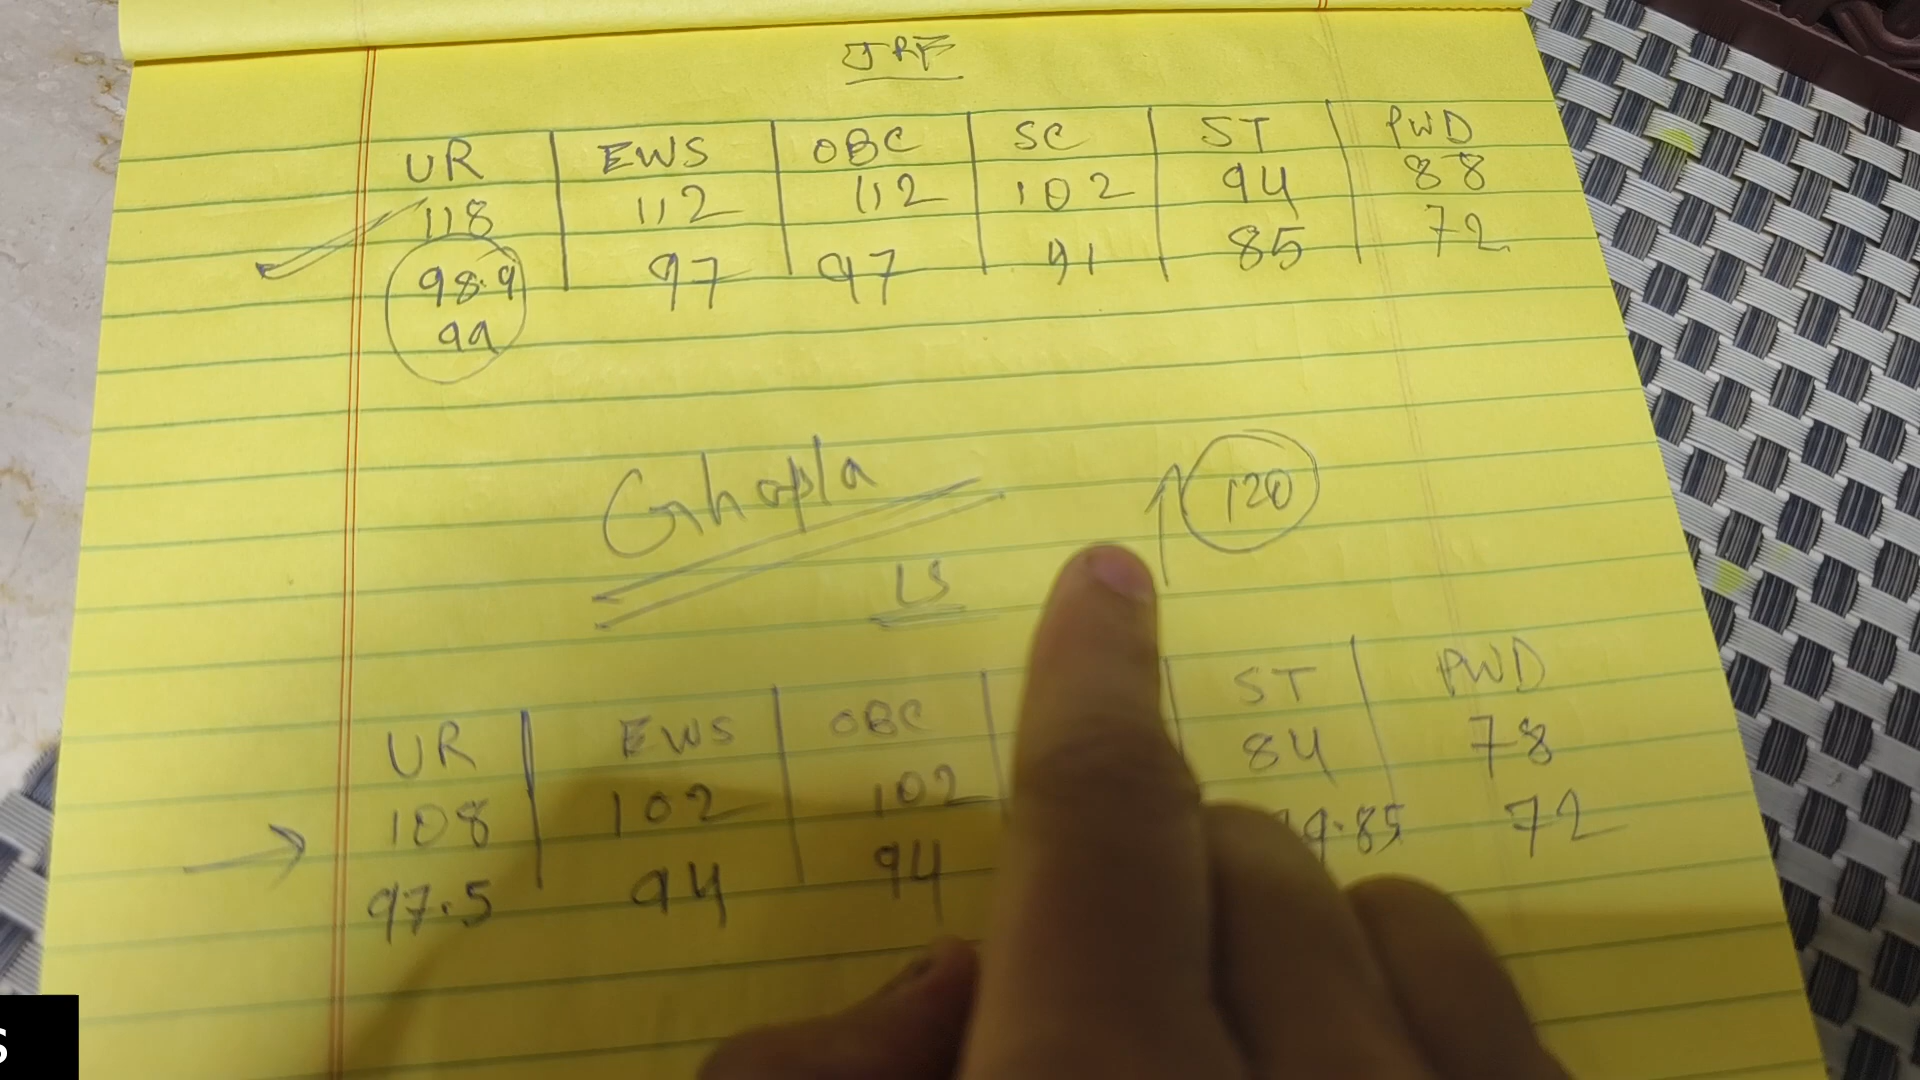 JRF
UR EWS OBC SC ST PWD
118 112 112 102 94 88
98.9 97 97 91 85 72
99
Ghapla 120
LS
UR EWS OBC ST PWD
108 102 102 84 78
97.5 94 94 9.85 72
S